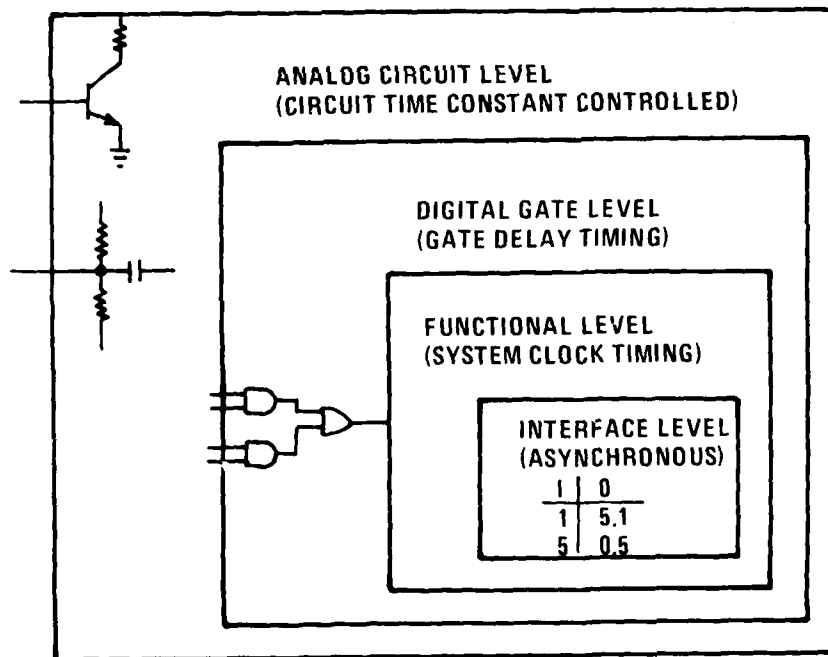 ANALOG CIRCUIT LEVEL
(CIRCUIT TIME CONSTANT CONTROLLED)
DIGITAL GATE LEVEL
(GATE DELAY TIMING)
FUNCTIONAL LEVEL
(SYSTEM CLOCK TIMING)
INTERFACE LEVEL
(ASYNCHRONOUS)
I 0
1 5.1
5 0.5